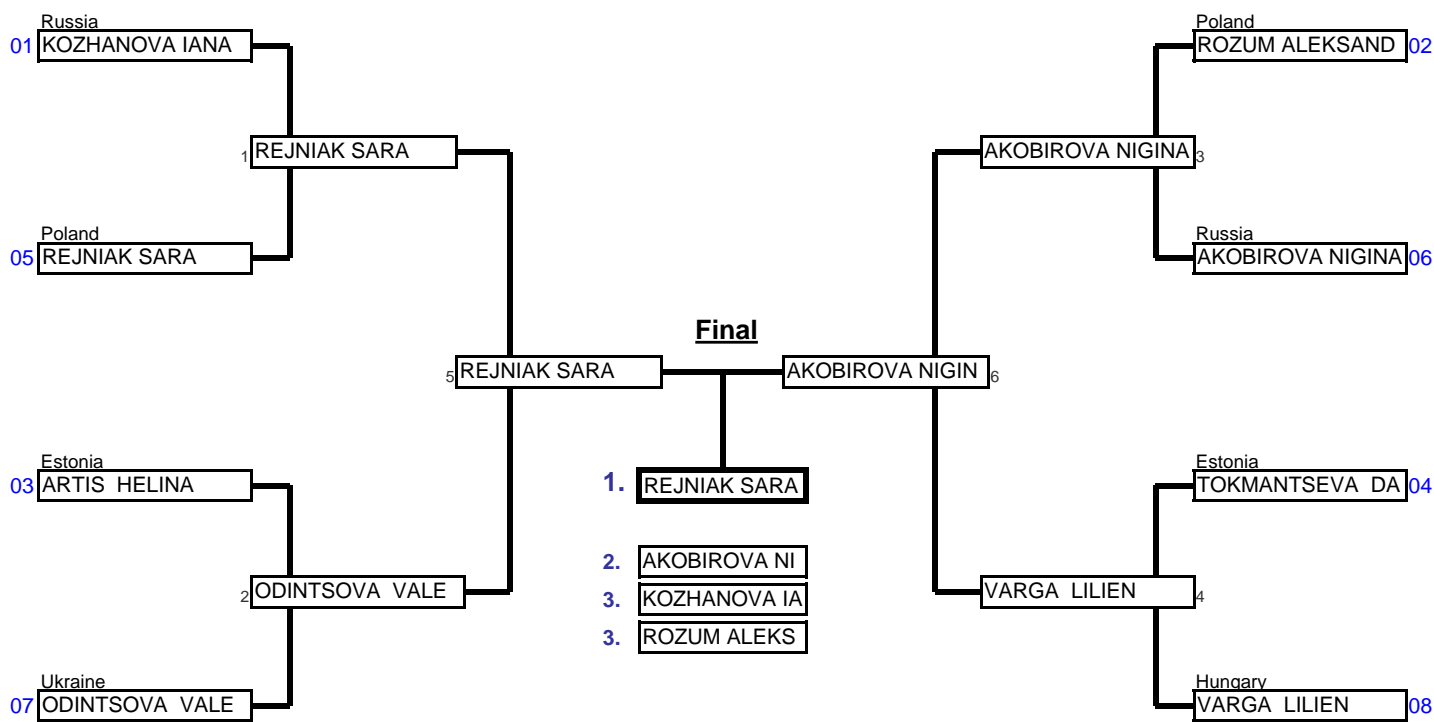 Russia
01 KOZHANOVA IANA
Poland
ROZUM ALEKSAND 02
1 REJNIAK SARA
AKOBIROVA NIGINA 3
Poland
05 REJNIAK SARA
Russia
AKOBIROVA NIGINA 06
Final
5 REJNIAK SARA
AKOBIROVA NIGIN 6
Estonia
03 ARTIS HELINA
1. REJNIAK SARA
Estonia
TOKMANTSEVA DA 04
2. AKOBIROVA NI
2 ODINTSOVA VALE
3. KOZHANOVA IA
VARGA LILIEN 4
3. ROZUM ALEKS
Ukraine
07 ODINTSOVA VALE
Hungary
VARGA LILIEN 08